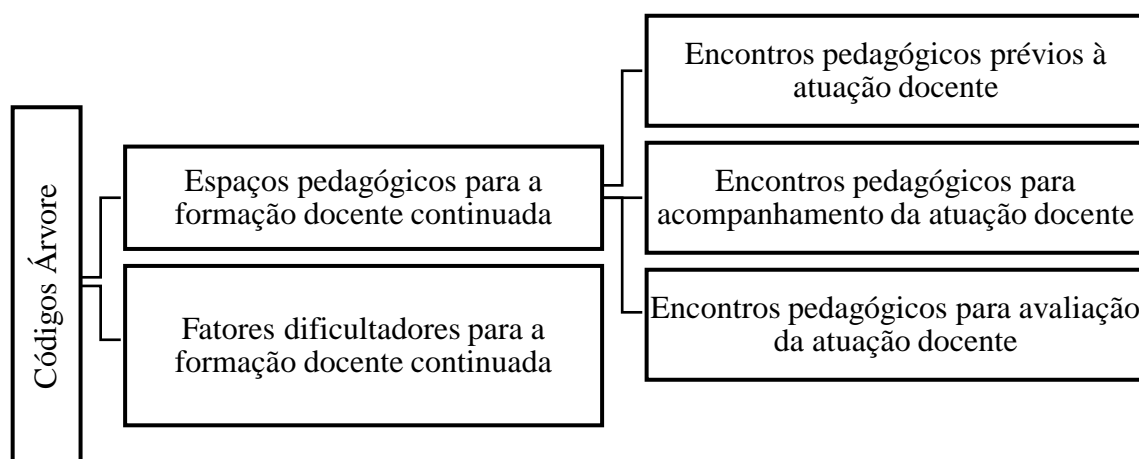 Códigos Árvore
Espaços pedagógicos para a
formação docente continuada
Fatores dificultadores para a
formação docente continuada
Encontros pedagógicos prévios à
atuação docente
Encontros pedagógicos para
acompanhamento da atuação docente
Encontros pedagógicos para avaliação
da atuação docente